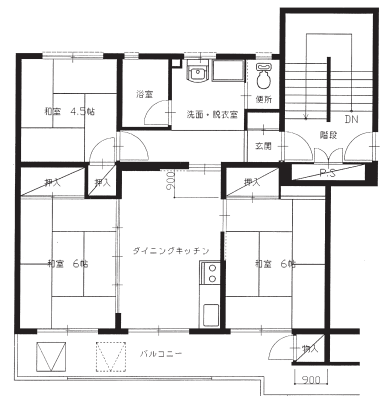 和室 4.5帖
浴室
洗面・脱衣室
便所
玄関
階段
DN
P.S
押入
押入
900
押入
和室 6帖
ダイニングキッチン
和室 6帖
バルコニー
物入
900